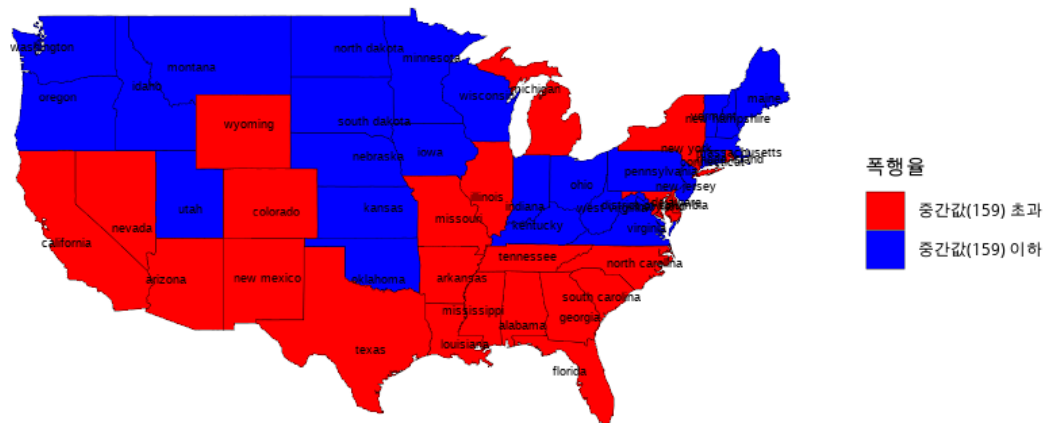 washington
north dakota
minnesota
montana
idaho
oregon
wisconsin
michigan
maine
wyoming
south dakota
new hampshire
iowa
nebraska
new york
pennsylvania
ohio
new jersey
폭행율
중간값(159) 초과
중간값(159) 이하
illinois
indiana
utah
colorado
kansas
missouri
kentucky
west virginia
virginia
nevada
california
tennessee
north carolina
arizona
new mexico
oklahoma
arkansas
south carolina
mississippi
georgia
alabama
louisiana
texas
florida